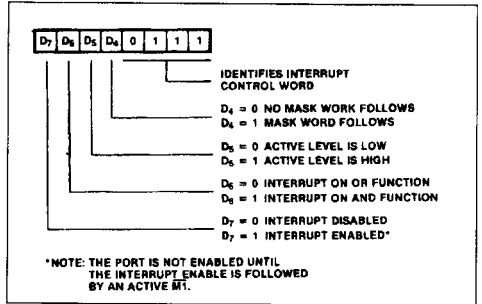 D7 D6 D5 D4 0 1 1 1
IDENTIFIES INTERRUPT
CONTROL WORD
D4 = 0 NO MASK WORK FOLLOWS
D4 = 1 MASK WORD FOLLOWS
D5 = 0 ACTIVE LEVEL IS LOW
D5 = 1 ACTIVE LEVEL IS HIGH
D6 = 0 INTERRUPT ON OR FUNCTION
D6 = 1 INTERRUPT ON AND FUNCTION
D7 = 0 INTERRUPT DISABLED
D7 = 1 INTERRUPT ENABLED*
*NOTE: THE PORT IS NOT ENABLED UNTIL
THE INTERRUPT ENABLE IS FOLLOWED
BY AN ACTIVE M1.